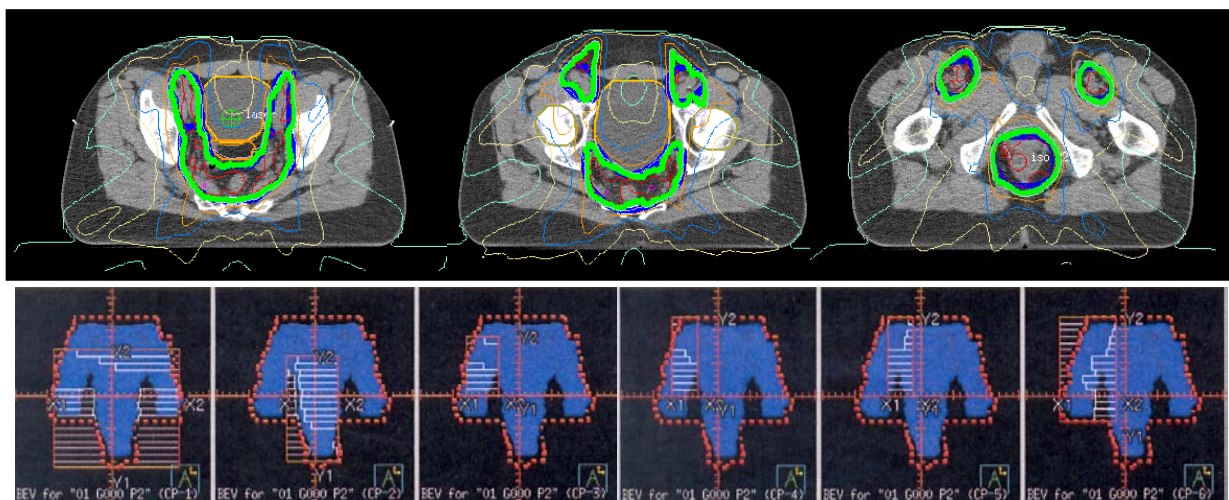 laser
iso
Y2
X1 X2
Y1
BEV for "01 G000 P2" (CP-1)
A
Y2
X1 X2
Y1
BEV for "01 G000 P2" (CP-2)
A
Y2
X1 X2
Y1
BEV for "01 G000 P2" (CP-3)
A
Y2
X1 X2
Y1
BEV for "01 G000 P2" (CP-4)
A
Y2
X1 X2
BEV for "01 G000 P2" (CP-5)
A
Y2
X1 X2
Y1
BEV for "01 G000 P2" (CP-6)
A